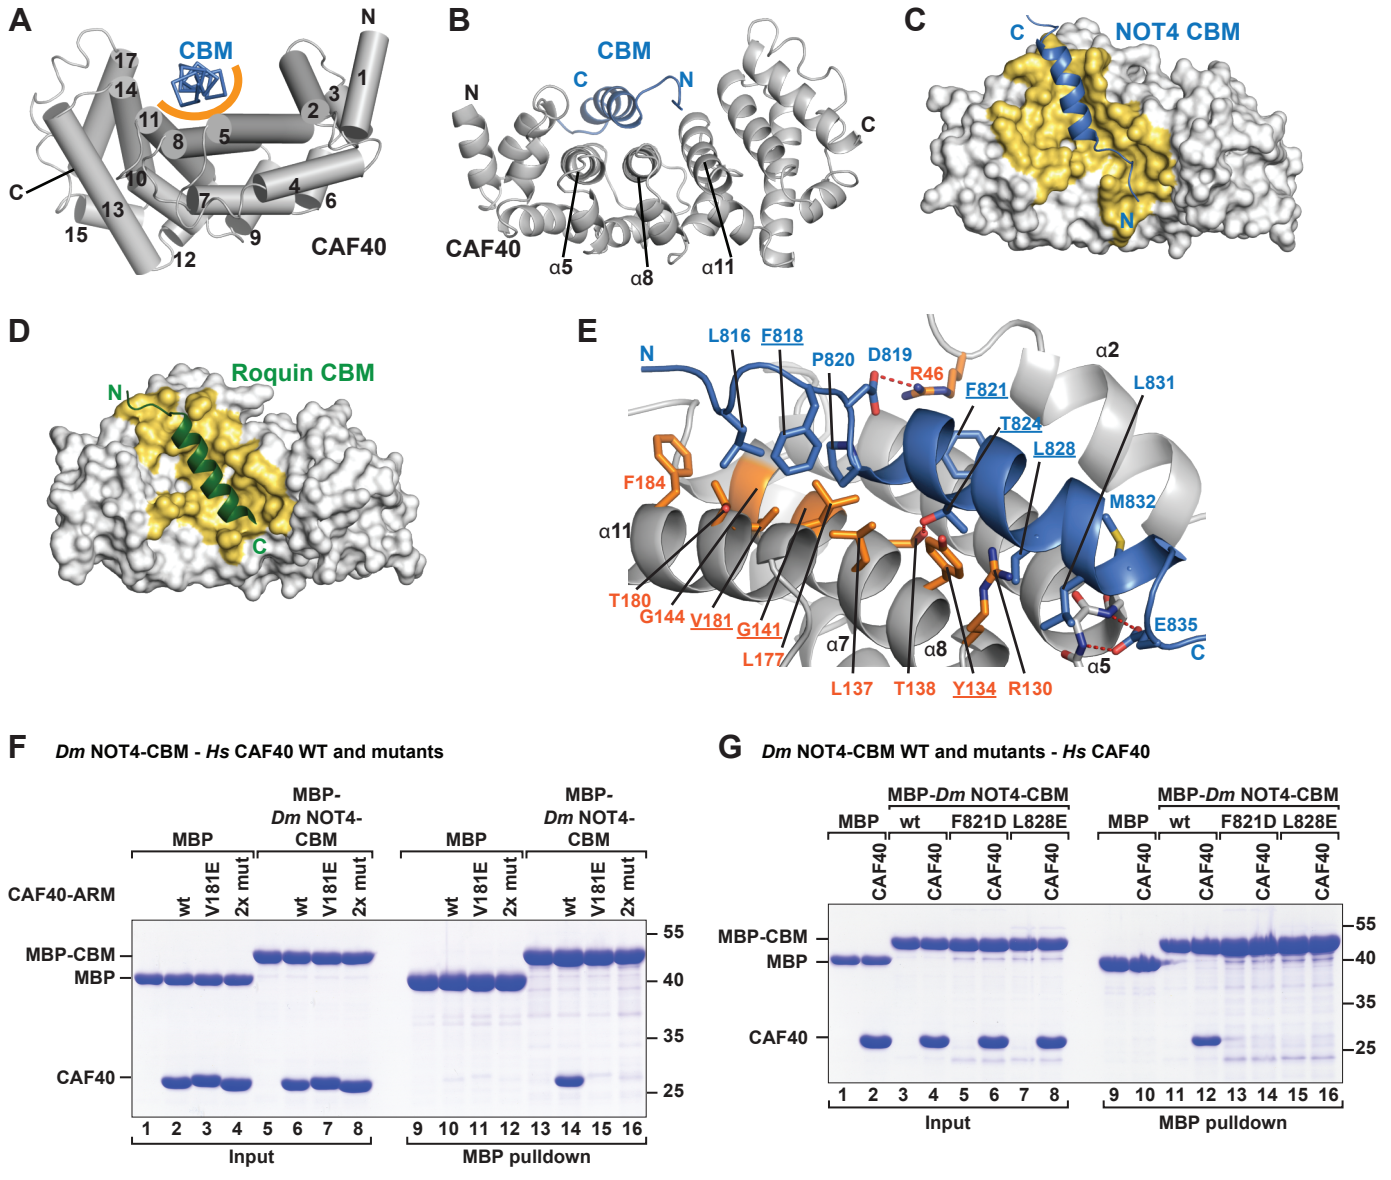 A
CBM
N
17
14
11
8
5
2
3
1
10
7
4
6
9
13
15
12
C
CAF40
B
CBM
C
N
N
C
CAF40
α5
α8
α11
C
C
NOT4 CBM
N
D
N
Roquin CBM
C
E
N
L816
F818
P820
D819
R46
α2
F821
L831
T824
L828
F184
M832
α11
T180
G144
V181
G141
L177
α7
α8
E835
α5
C
L137
T138
Y134
R130
F
Dm NOT4-CBM - Hs CAF40 WT and mutants
MBP-
Dm NOT4-
CBM
MBP
MBP-
Dm NOT4-
CBM
MBP
CAF40-ARM
wt
V181E
2x mut
wt
V181E
2x mut
wt
V181E
2x mut
wt
V181E
2x mut
MBP-CBM
MBP
CAF40
55
40
35
25
1 2 3 4 5 6 7 8 9 10 11 12 13 14 15 16
Input
MBP pulldown
G
Dm NOT4-CBM WT and mutants - Hs CAF40
MBP-Dm NOT4-CBM
MBP-Dm NOT4-CBM
MBP wt F821D L828E
MBP wt F821D L828E
CAF40
CAF40
CAF40
CAF40
CAF40
CAF40
CAF40
CAF40
MBP-CBM
MBP
CAF40
55
40
35
25
1 2 3 4 5 6 7 8 9 10 11 12 13 14 15 16
Input
MBP pulldown